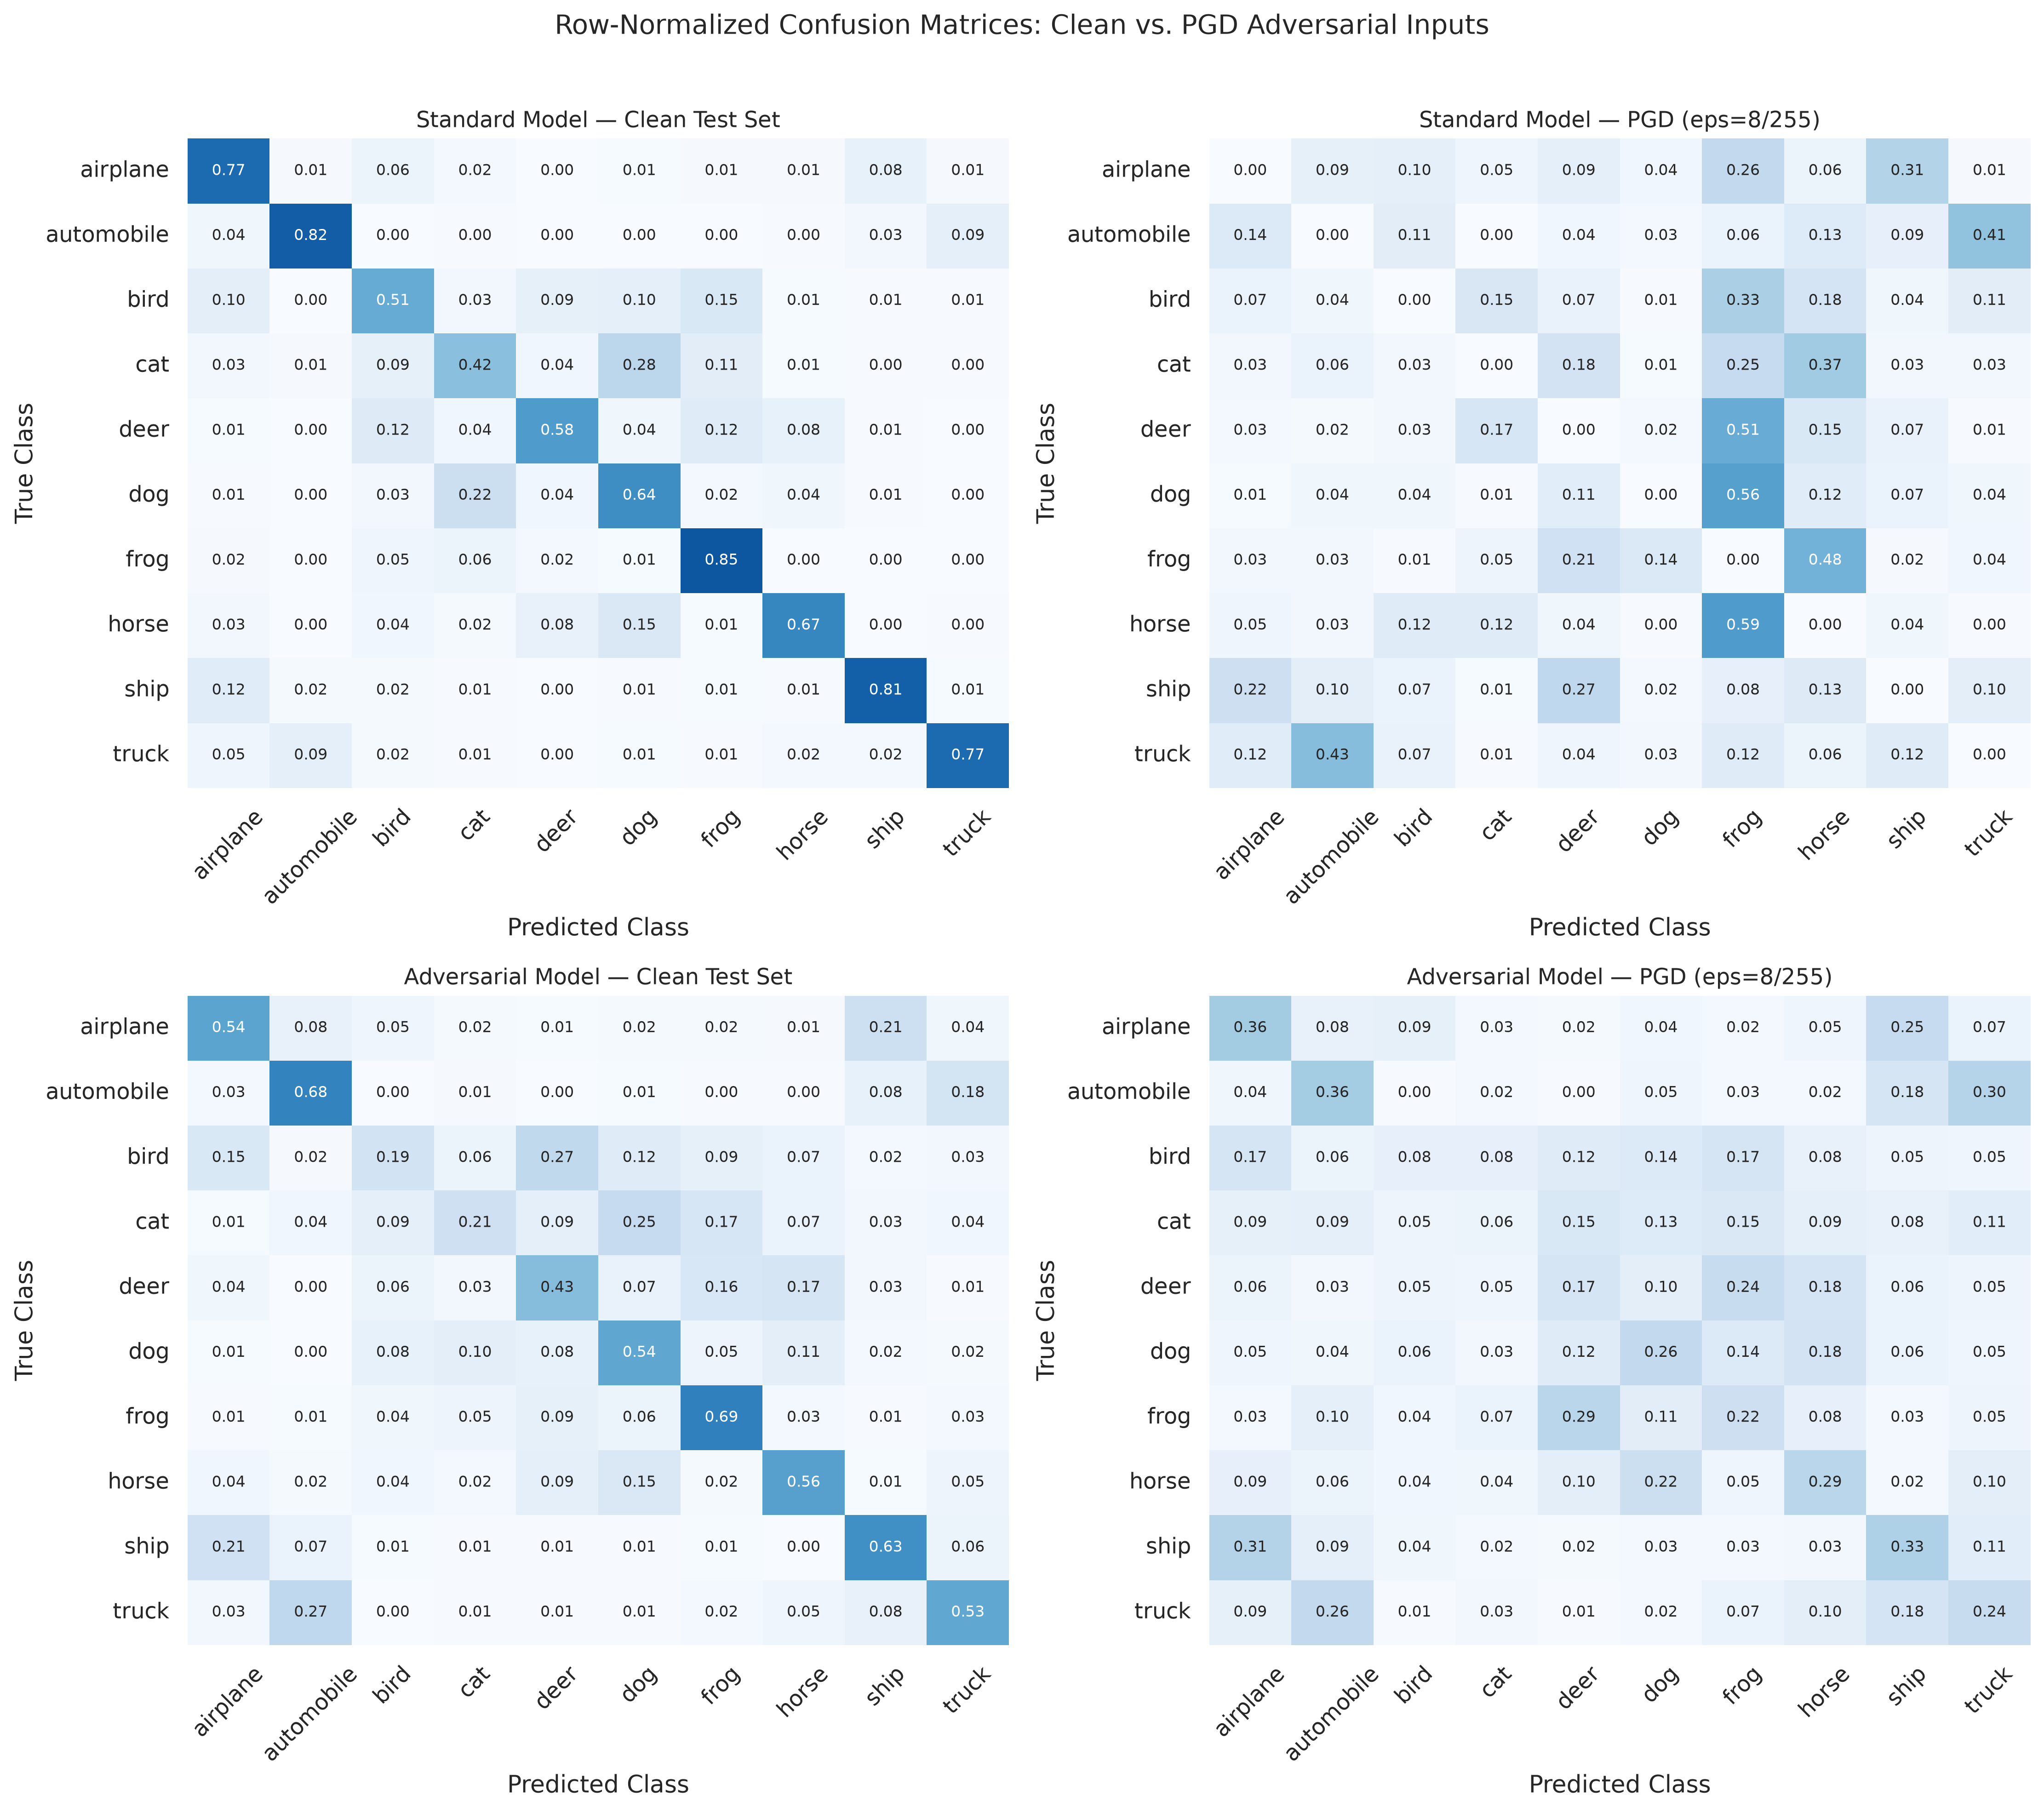 Row-Normalized Confusion Matrices: Clean vs. PGD Adversarial Inputs
Standard Model — Clean Test Set
True Class
airplane 0.77 0.01 0.06 0.02 0.00 0.01 0.01 0.01 0.08 0.01
automobile 0.04 0.82 0.00 0.00 0.00 0.00 0.00 0.00 0.03 0.09
bird 0.10 0.00 0.51 0.03 0.09 0.10 0.15 0.01 0.01 0.01
cat 0.03 0.01 0.09 0.42 0.04 0.28 0.11 0.01 0.00 0.00
deer 0.01 0.00 0.12 0.04 0.58 0.04 0.12 0.08 0.01 0.00
dog 0.01 0.00 0.03 0.22 0.04 0.64 0.02 0.04 0.01 0.00
frog 0.02 0.00 0.05 0.06 0.02 0.01 0.85 0.00 0.00 0.00
horse 0.03 0.00 0.04 0.02 0.08 0.15 0.01 0.67 0.00 0.00
ship 0.12 0.02 0.02 0.01 0.00 0.01 0.01 0.01 0.81 0.01
truck 0.05 0.09 0.02 0.01 0.00 0.01 0.01 0.02 0.02 0.77
airplane automobile bird cat deer dog frog horse ship truck
Predicted Class
Standard Model — PGD (eps=8/255)
True Class
airplane 0.00 0.09 0.10 0.05 0.09 0.04 0.26 0.06 0.31 0.01
automobile 0.14 0.00 0.11 0.00 0.04 0.03 0.06 0.13 0.09 0.41
bird 0.07 0.04 0.00 0.15 0.07 0.01 0.33 0.18 0.04 0.11
cat 0.03 0.06 0.03 0.00 0.18 0.01 0.25 0.37 0.03 0.03
deer 0.03 0.02 0.03 0.17 0.00 0.02 0.51 0.15 0.07 0.01
dog 0.01 0.04 0.04 0.01 0.11 0.00 0.56 0.12 0.07 0.04
frog 0.03 0.03 0.01 0.05 0.21 0.14 0.00 0.48 0.02 0.04
horse 0.05 0.03 0.12 0.12 0.04 0.00 0.59 0.00 0.04 0.00
ship 0.22 0.10 0.07 0.01 0.27 0.02 0.08 0.13 0.00 0.10
truck 0.12 0.43 0.07 0.01 0.04 0.03 0.12 0.06 0.12 0.00
airplane automobile bird cat deer dog frog horse ship truck
Predicted Class
Adversarial Model — Clean Test Set
True Class
airplane 0.54 0.08 0.05 0.02 0.01 0.02 0.02 0.01 0.21 0.04
automobile 0.03 0.68 0.00 0.01 0.00 0.01 0.00 0.00 0.08 0.18
bird 0.15 0.02 0.19 0.06 0.27 0.12 0.09 0.07 0.02 0.03
cat 0.01 0.04 0.09 0.21 0.09 0.25 0.17 0.07 0.03 0.04
deer 0.04 0.00 0.06 0.03 0.43 0.07 0.16 0.17 0.03 0.01
dog 0.01 0.00 0.08 0.10 0.08 0.54 0.05 0.11 0.02 0.02
frog 0.01 0.01 0.04 0.05 0.09 0.06 0.69 0.03 0.01 0.03
horse 0.04 0.02 0.04 0.02 0.09 0.15 0.02 0.56 0.01 0.05
ship 0.21 0.07 0.01 0.01 0.01 0.01 0.01 0.00 0.63 0.06
truck 0.03 0.27 0.00 0.01 0.01 0.01 0.02 0.05 0.08 0.53
airplane automobile bird cat deer dog frog horse ship truck
Predicted Class
Adversarial Model — PGD (eps=8/255)
True Class
airplane 0.36 0.08 0.09 0.03 0.02 0.04 0.02 0.05 0.25 0.07
automobile 0.04 0.36 0.00 0.02 0.00 0.05 0.03 0.02 0.18 0.30
bird 0.17 0.06 0.08 0.08 0.12 0.14 0.17 0.08 0.05 0.05
cat 0.09 0.09 0.05 0.06 0.15 0.13 0.15 0.09 0.08 0.11
deer 0.06 0.03 0.05 0.05 0.17 0.10 0.24 0.18 0.06 0.05
dog 0.05 0.04 0.06 0.03 0.12 0.26 0.14 0.18 0.06 0.05
frog 0.03 0.10 0.04 0.07 0.29 0.11 0.22 0.08 0.03 0.05
horse 0.09 0.06 0.04 0.04 0.10 0.22 0.05 0.29 0.02 0.10
ship 0.31 0.09 0.04 0.02 0.02 0.03 0.03 0.03 0.33 0.11
truck 0.09 0.26 0.01 0.03 0.01 0.02 0.07 0.10 0.18 0.24
airplane automobile bird cat deer dog frog horse ship truck
Predicted Class